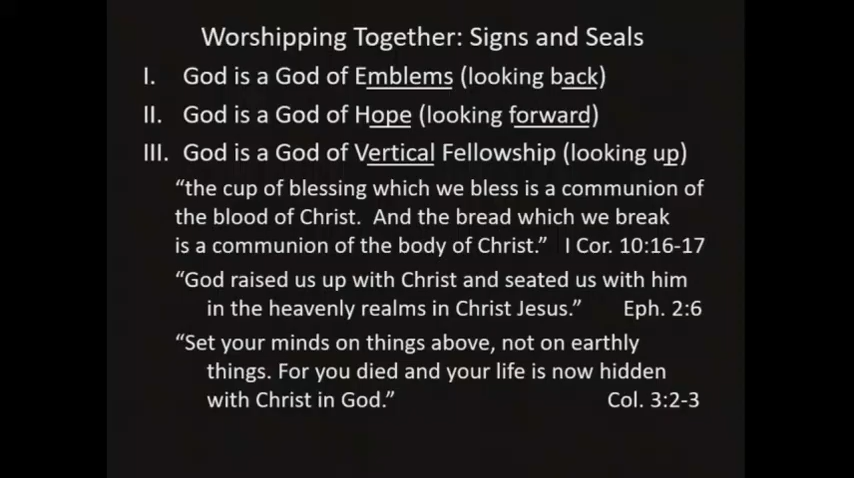 Worshipping Together: Signs and Seals
I. God is a God of Emblems (looking back)
II. God is a God of Hope (looking forward)
III. God is a God of Vertical Fellowship (looking up)
“the cup of blessing which we bless is a communion of
the blood of Christ. And the bread which we break
is a communion of the body of Christ.” I Cor. 10:16-17
“God raised us up with Christ and seated us with him
in the heavenly realms in Christ Jesus.” Eph. 2:6
“Set your minds on things above, not on earthly
things. For you died and your life is now hidden
with Christ in God.” Col. 3:2-3